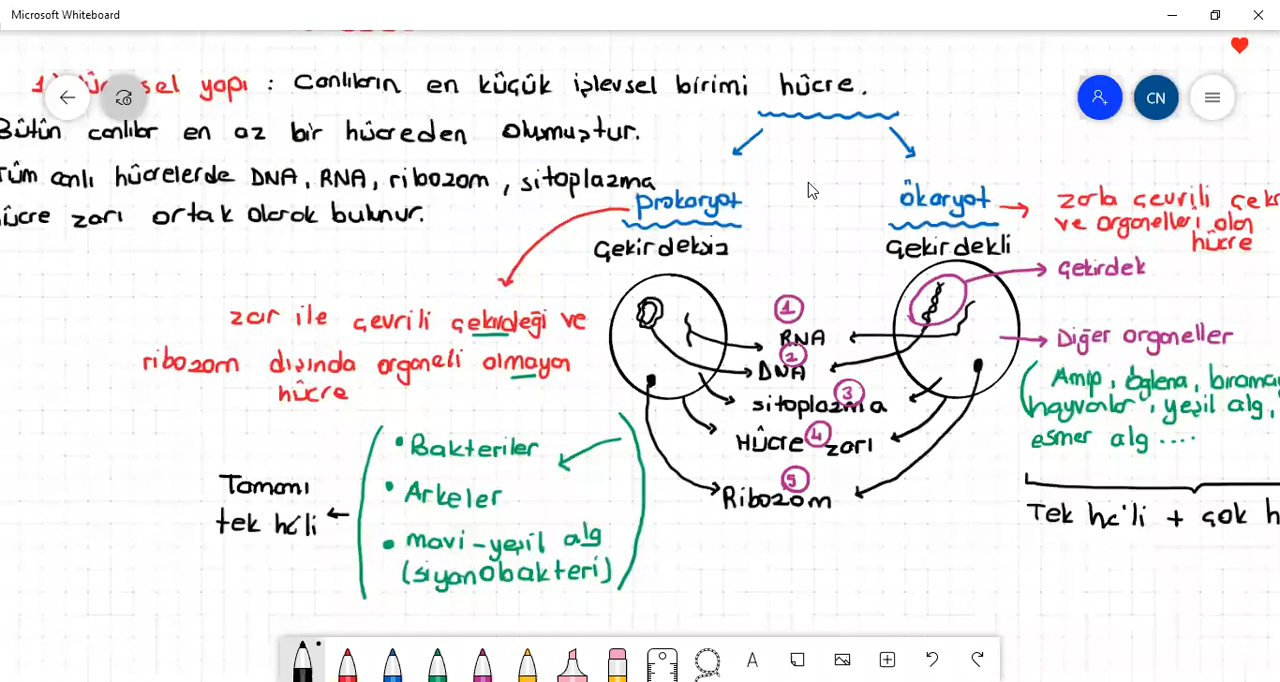 Microsoft Whiteboard
sel yapı : Canlıların en küçük işlevsel birimi hücre.
Bütün canlılar en az bir hücreden oluşmuştur.
Tüm canlı hücrelerde DNA, RNA, ribozom, sitoplazma
hücre zarı ortak olarak bulunur.
CN
Prokaryot
Çekirdeksiz
Ökaryot
Çekirdekli
zarla çevrili
ve organelleri olan
hücre
Çekirdek
Diğer organeller
(Amip, öglena,
hayvanlar, yeşil alg,
esmer alg ....
Tek hc'li + çok h
zar ile çevrili çekirdeği ve
ribozom dışında organeli olmayan
hücre
1
RNA
2
DNA
3
sitoplazma
Hücre 4 zarı
5
Ribozom
• Bakteriler
• Arkeler
• mavi-yeşil alg
(siyanobakteri)
Tamamı
tek hc'li
A